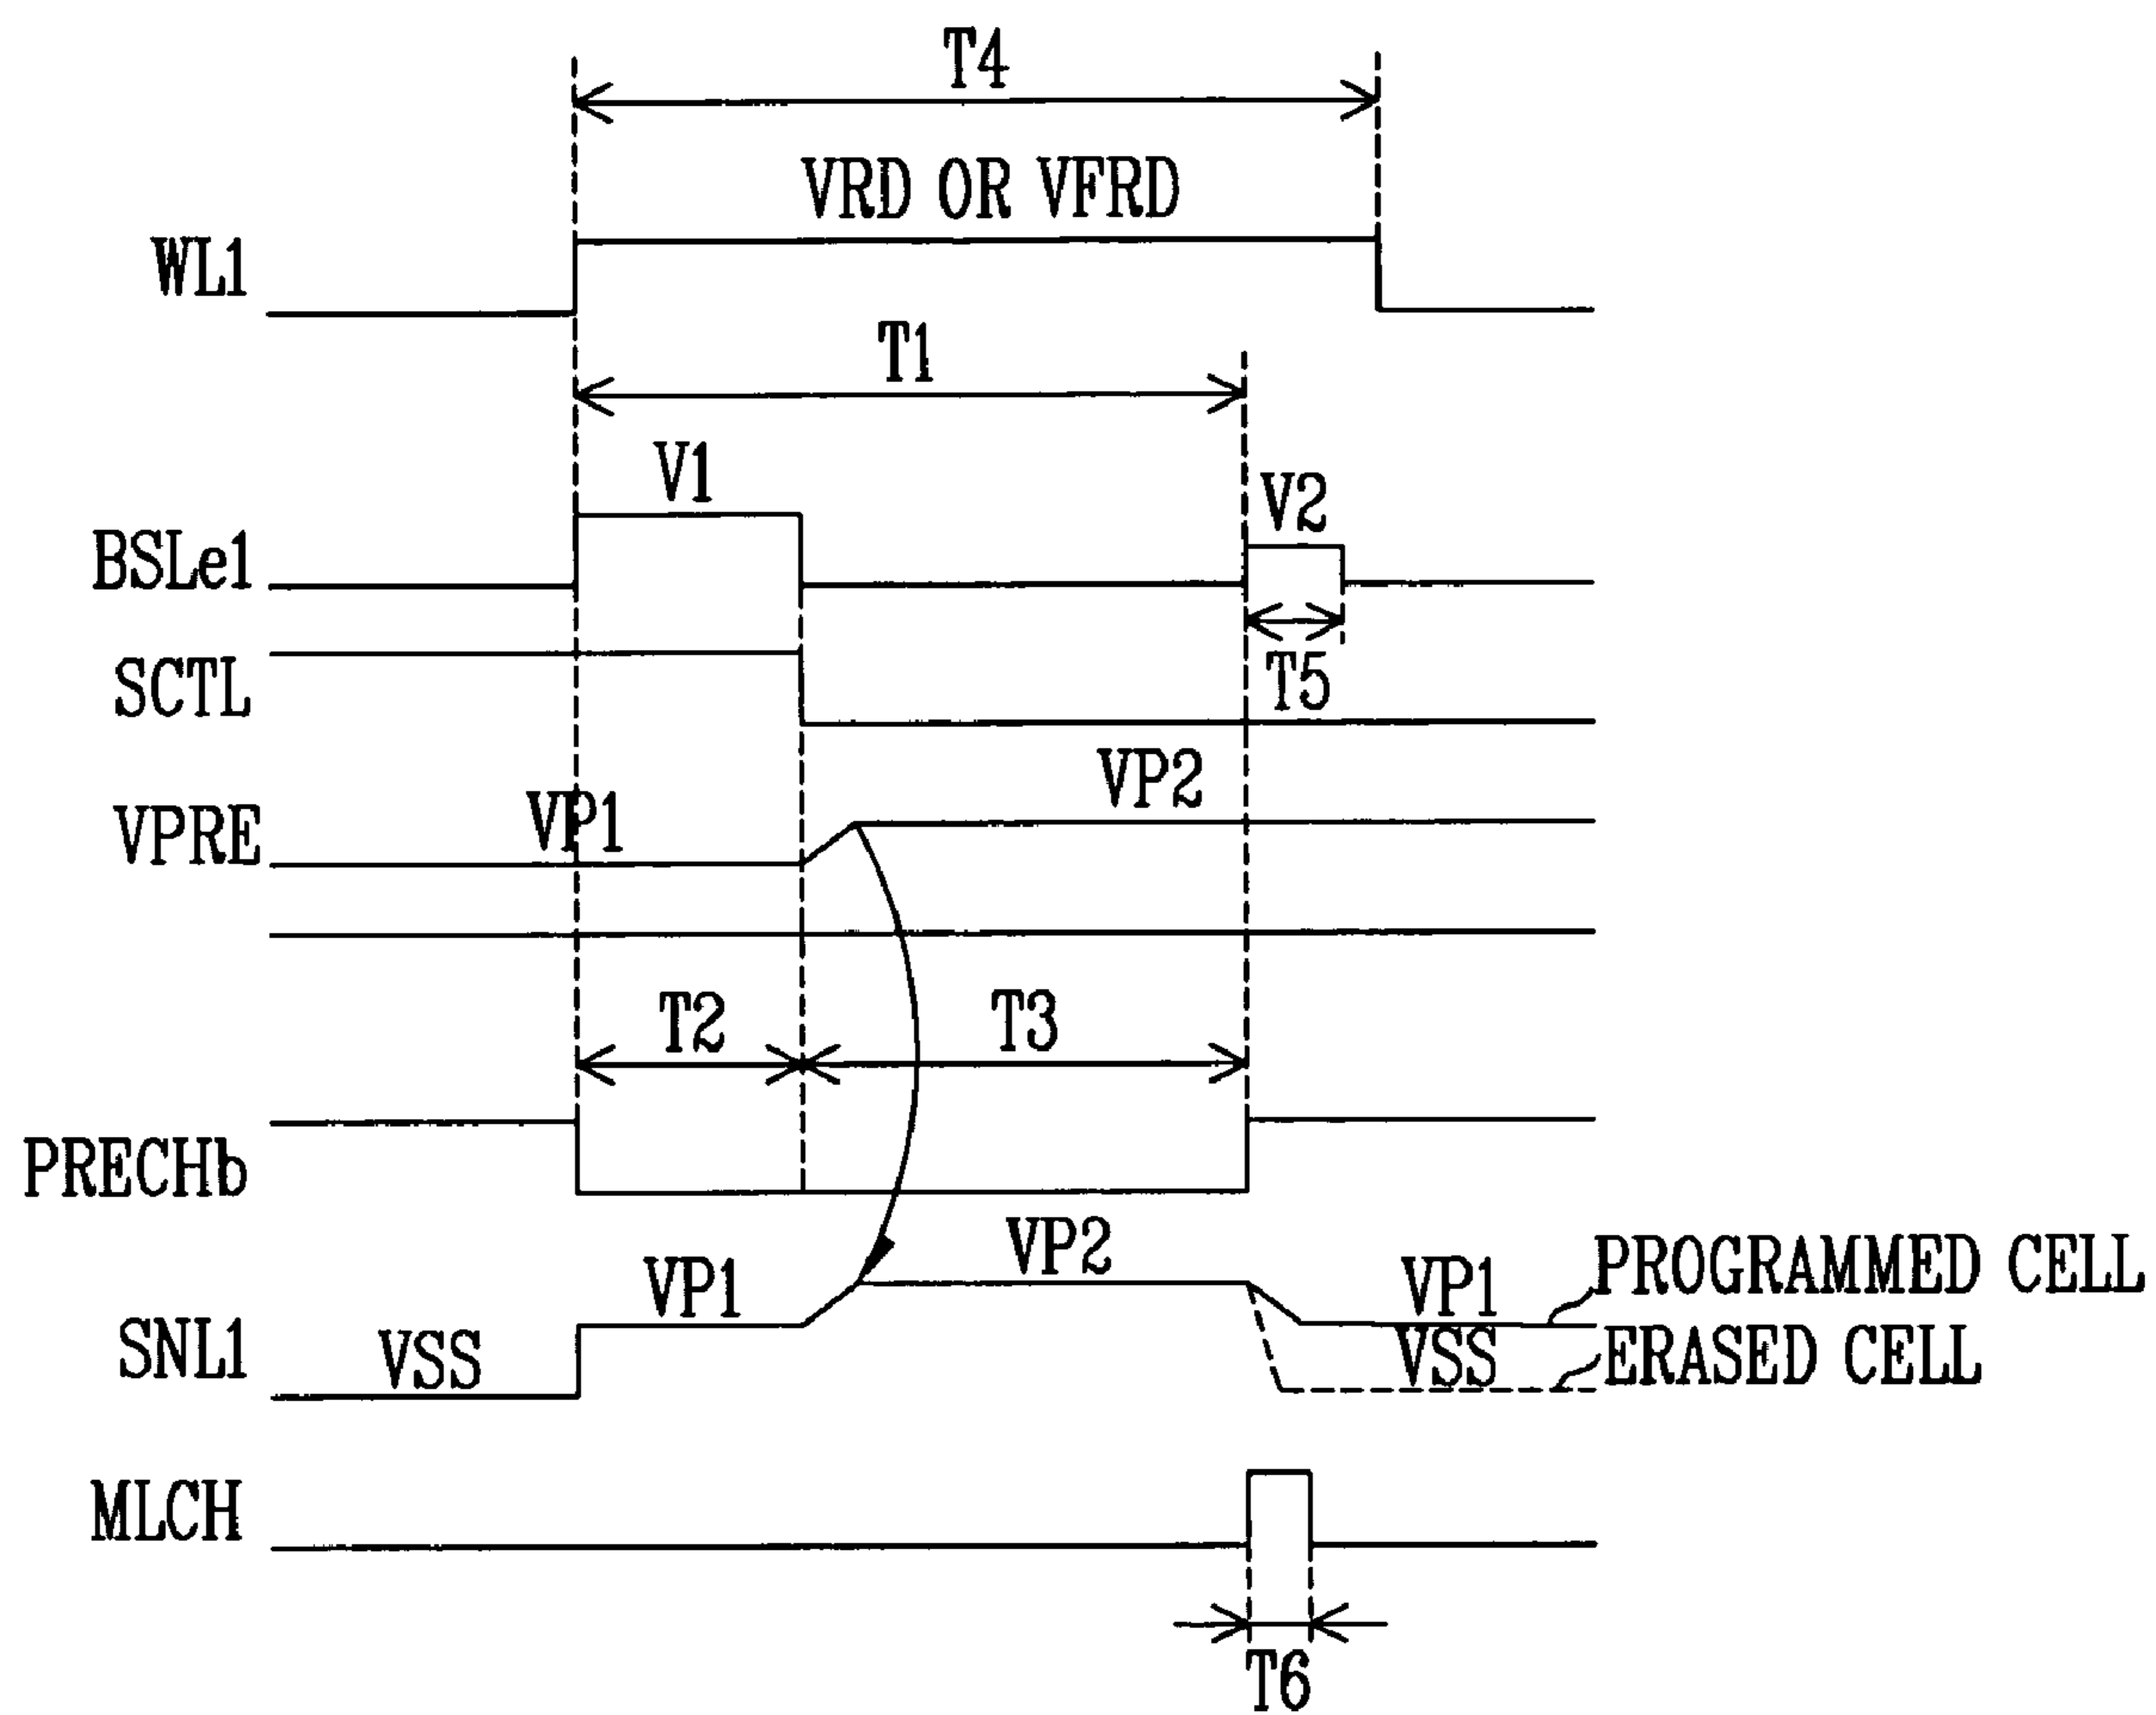 T4
VRD OR VFRD
WL1
T1
V1
V2
BSLe1
SCTL
T5
VP2
VP1
VPRE
T2
T3
PRECHb
VP2
PROGRAMMED CELL
VP1
VP1
SNL1
VSS
VSS
ERASED CELL
MLCH
T6